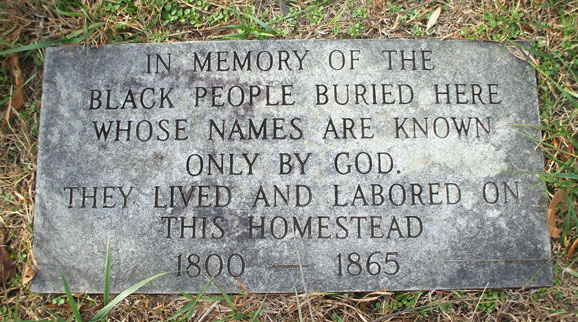 IN MEMORY OF THE
BLACK PEOPLE BURIED HERE
WHOSE NAMES ARE KNOWN
ONLY BY GOD.
THEY LIVED AND LABORED ON
THIS HOMESTEAD
1800 — 1865